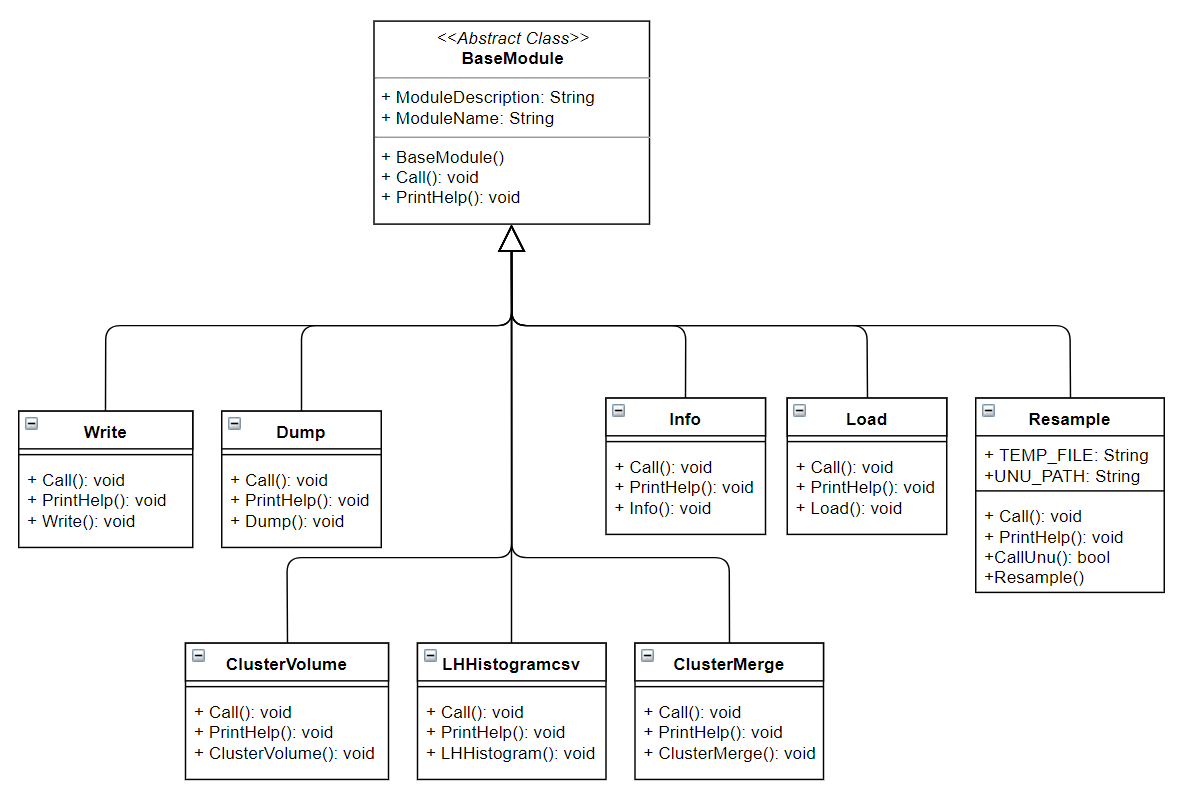 <<Abstract Class>>
BaseModule
+ ModuleDescription: String
+ ModuleName: String
+ BaseModule()
+ Call(): void
+ PrintHelp(): void
Write
+ Call(): void
+ PrintHelp(): void
+ Write(): void
Dump
+ Call(): void
+ PrintHelp(): void
+ Dump(): void
Info
+ Call(): void
+ PrintHelp(): void
+ Info(): void
Load
+ Call(): void
+ PrintHelp(): void
+ Load(): void
Resample
+ TEMP_FILE: String
+UNU_PATH: String
+ Call(): void
+ PrintHelp(): void
+CallUnu(): bool
+Resample()
ClusterVolume
+ Call(): void
+ PrintHelp(): void
+ ClusterVolume(): void
LHHistogramcsv
+ Call(): void
+ PrintHelp(): void
+ LHHistogram(): void
ClusterMerge
+ Call(): void
+ PrintHelp(): void
+ ClusterMerge(): void